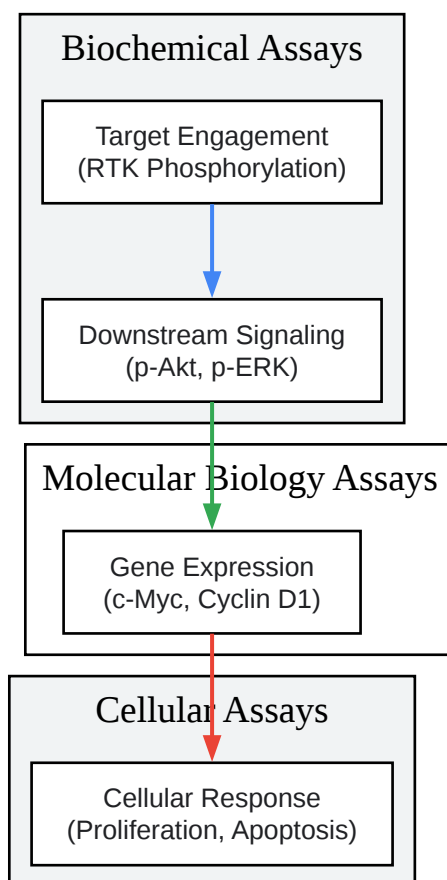 Biochemical Assays
Target Engagement
(RTK Phosphorylation)
Downstream Signaling
(p-Akt, p-ERK)
Molecular Biology Assays
Gene Expression
(c-Myc, Cyclin D1)
Cellular Assays
Cellular Response
(Proliferation, Apoptosis)